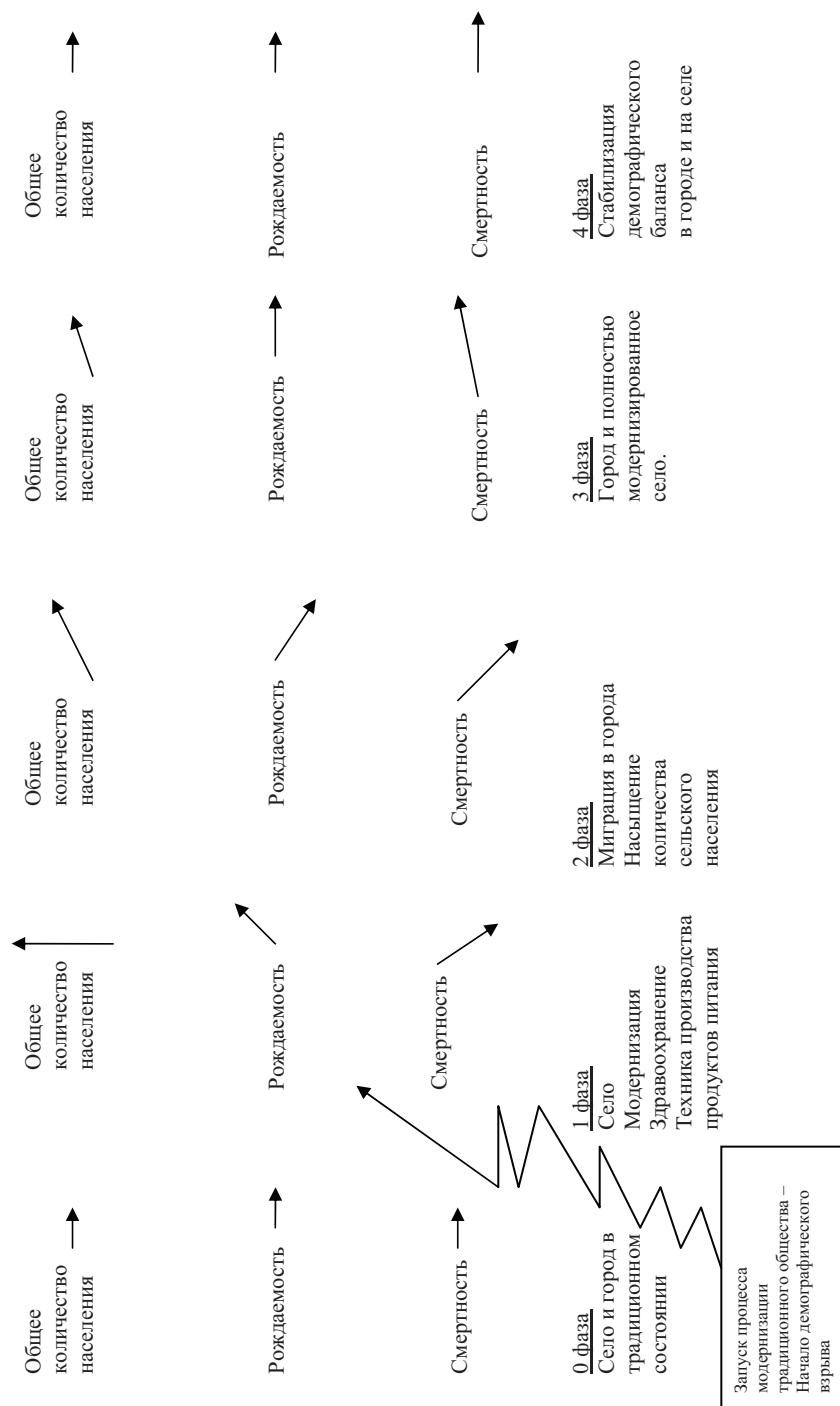 Общее
количество
населения
Общее
количество
населения
Общее
количество
населения
Общее
количество
населения
Общее
количество
населения
Рождаемость
Рождаемость
Рождаемость
Рождаемость
Рождаемость
Смертность
Смертность
Смертность
Смертность
Смертность
0 фаза
Село и город в
традиционном
состоянии
1 фаза
Село
Модернизация
Здравоохранение
Техника производства
продуктов питания
2 фаза
Миграция в города
Насыщение
количества
сельского
населения
3 фаза
Город и полностью
модернизированное
село.
4 фаза
Стабилизация
демографического
баланса
в городе и на селе
Запуск процесса
модернизации
традиционного общества –
Начало демографического
взрыва